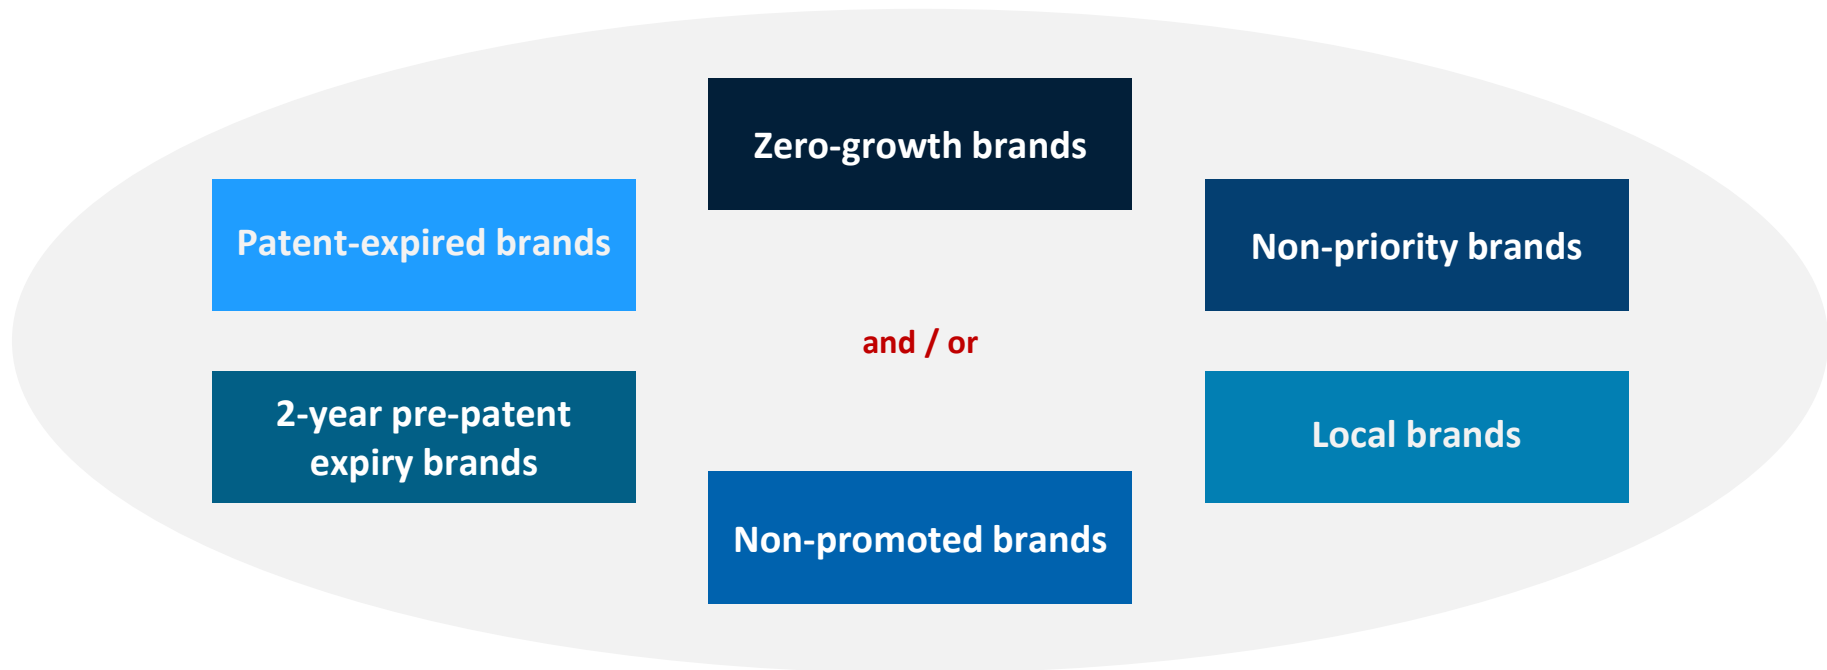 Zero-growth brands
Patent-expired brands
Non-priority brands
and / or
2-year pre-patent
expiry brands
Local brands
Non-promoted brands